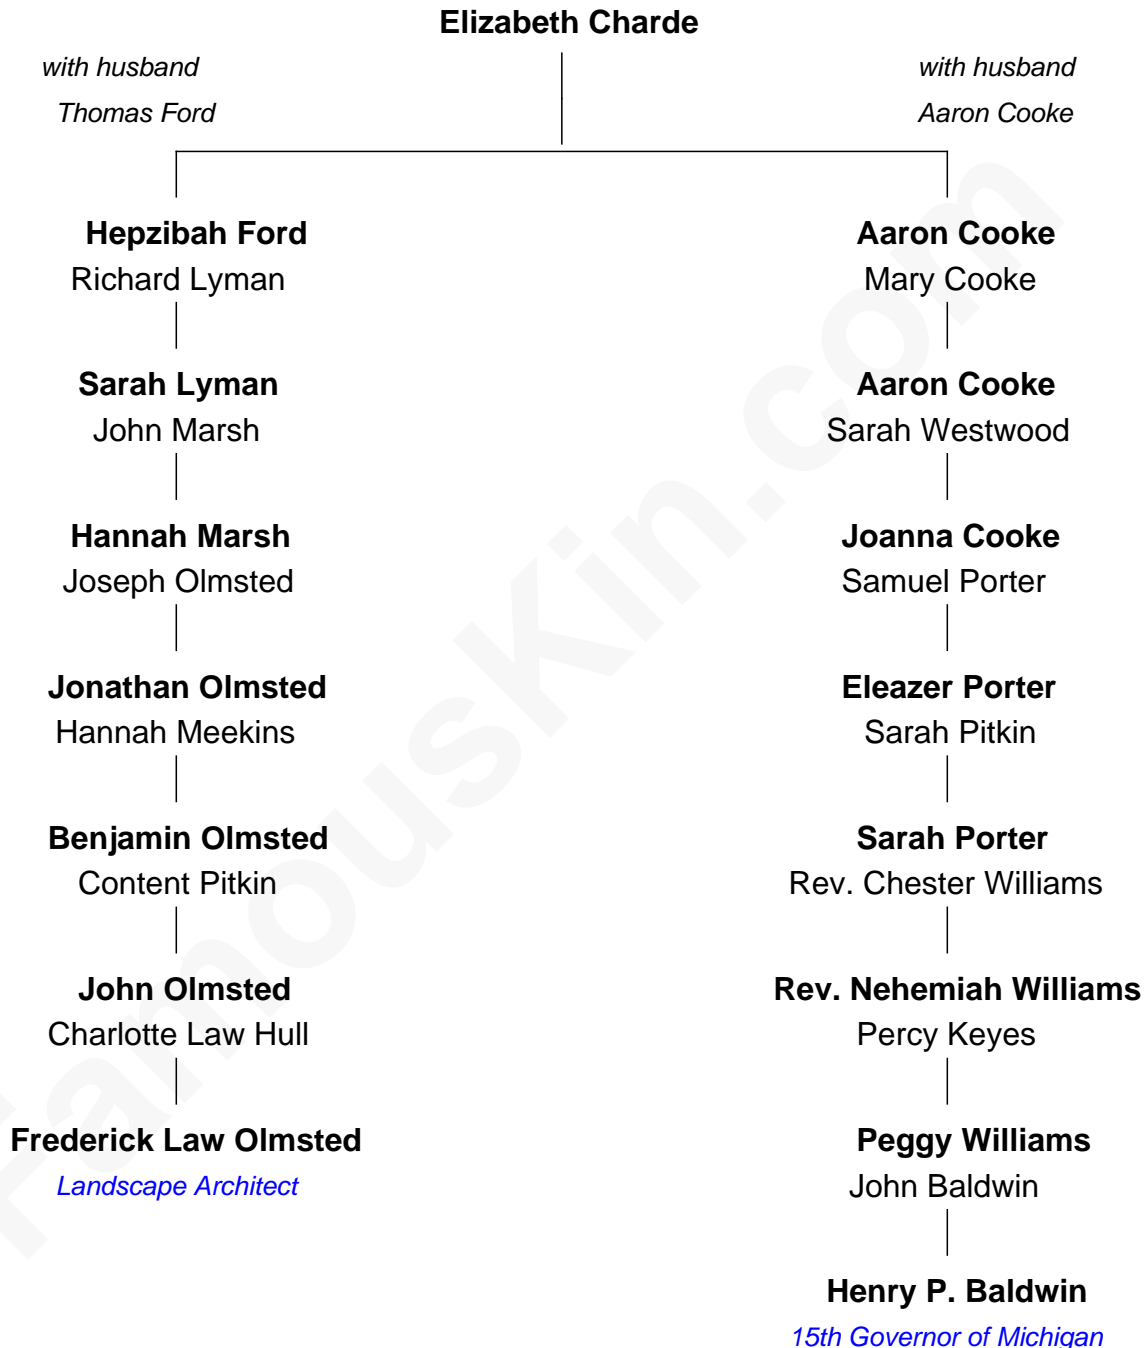 Elizabeth Charde
with husband
Thomas Ford
with husband
Aaron Cooke
Hepzibah Ford
Richard Lyman
Aaron Cooke
Mary Cooke
Sarah Lyman
John Marsh
Aaron Cooke
Sarah Westwood
Hannah Marsh
Joseph Olmsted
Joanna Cooke
Samuel Porter
Jonathan Olmsted
Hannah Meekins
Eleazer Porter
Sarah Pitkin
Benjamin Olmsted
Content Pitkin
Sarah Porter
Rev. Chester Williams
John Olmsted
Charlotte Law Hull
Rev. Nehemiah Williams
Percy Keyes
Frederick Law Olmsted
Landscape Architect
Peggy Williams
John Baldwin
Henry P. Baldwin
15th Governor of Michigan
FamousKin.com